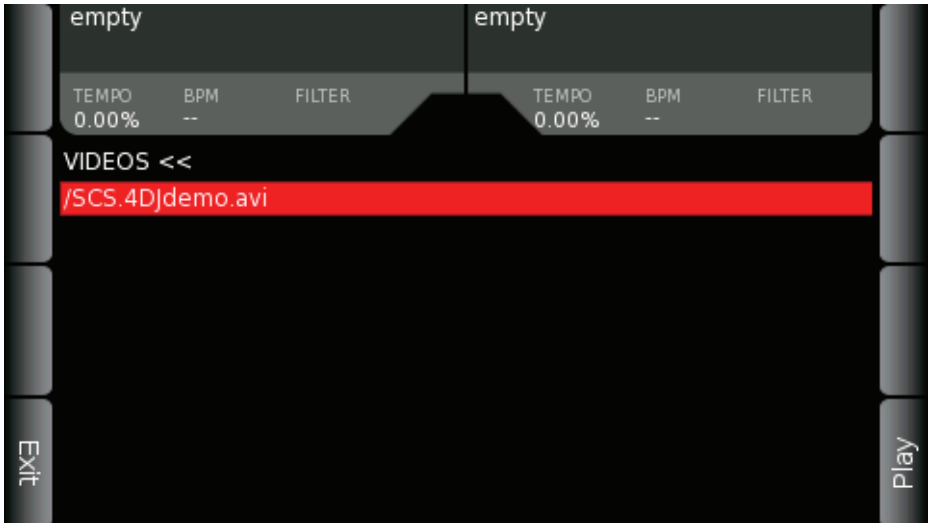 empty
empty
TEMPO BPM FILTER
0.00% --
TEMPO BPM FILTER
0.00% --
VIDEOS <<
/SCS.4DJdemo.avi
Exit
Play